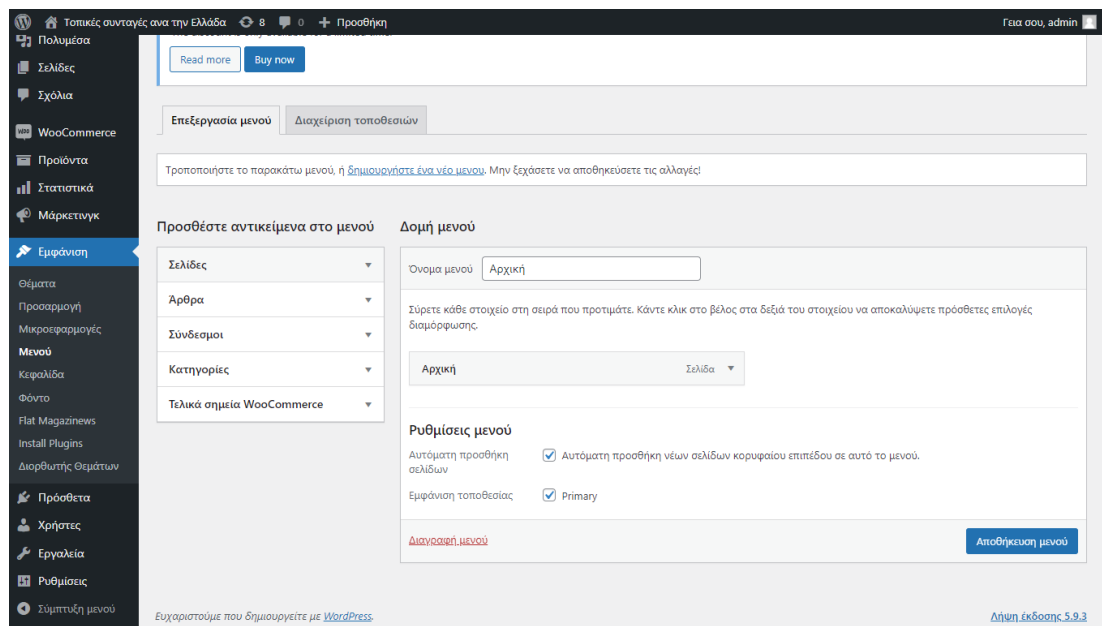 Τοπικές συνταγές ανα την Ελλάδα 8 0 + Προσθήκη Γεια σου, admin
Πολυμέσα
Σελίδες
Σχόλια
WooCommerce
Προϊόντα
Στατιστικά
Μάρκετινγκ
Εμφάνιση
Θέματα
Προσαρμογή
Μικροεφαρμογές
Μενού
Κεφαλίδα
Φόντο
Flat Magazinews
Install Plugins
Διορθωτής Θεμάτων
Πρόσθετα
Χρήστες
Εργαλεία
Ρυθμίσεις
Σύμπτυξη μενού
Read more Buy now
Επεξεργασία μενού Διαχείριση τοποθεσιών
Τροποποιήστε το παρακάτω μενού, ή δημιουργήστε ένα νέο μενου. Μην ξεχάσετε να αποθηκεύσετε τις αλλαγές!
Προσθέστε αντικείμενα στο μενού
Σελίδες
Άρθρα
Σύνδεσμοι
Κατηγορίες
Τελικά σημεία WooCommerce
Δομή μενού
Όνομα μενού Αρχική
Σύρετε κάθε στοιχείο στη σειρά που προτιμάτε. Κάντε κλικ στο βέλος στα δεξιά του στοιχείου να αποκαλύψετε πρόσθετες επιλογές
διαμόρφωσης.
Αρχική Σελίδα
Ρυθμίσεις μενού
Αυτόματη προσθήκη
σελίδων
Αυτόματη προσθήκη νέων σελίδων κορυφαίου επιπέδου σε αυτό το μενού.
Εμφάνιση τοποθεσίας Primary
Διαγραφή μενού Αποθήκευση μενού
Ευχαριστούμε που δημιουργείτε με WordPress. Λήψη έκδοσης 5.9.3